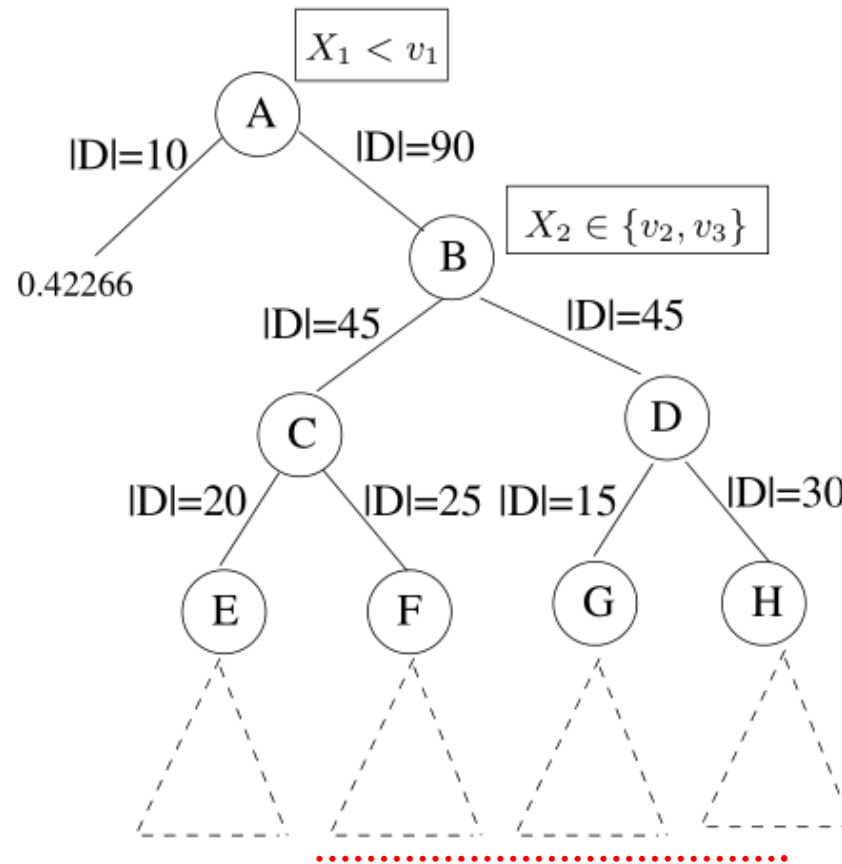 X₁ < v₁
A
|D|=10
|D|=90
X₂ ∈ {v₂, v₃}
B
0.42266
|D|=45
|D|=45
C
D
|D|=20
|D|=25
|D|=15
|D|=30
E
F
G
H